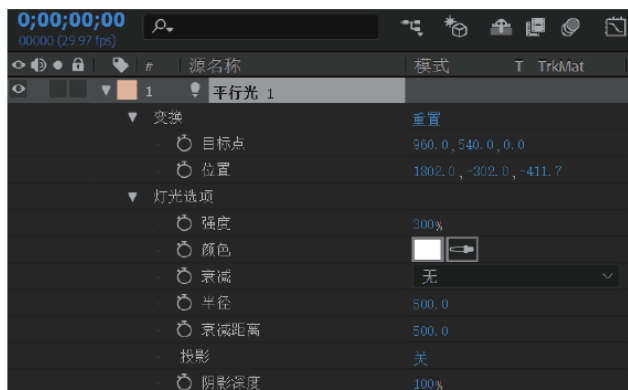 0;00;00;00
00000 (29.97 fps)
# 源名称 模式 T TrkMat
1 平行光 1
变换 重置
目标点 960.0,540.0,0.0
位置 1802.0,-302.0,-411.7
灯光选项
强度 300%
颜色
衰减 无
半径 500.0
衰减距离 500.0
投影 关
阴影深度 100%